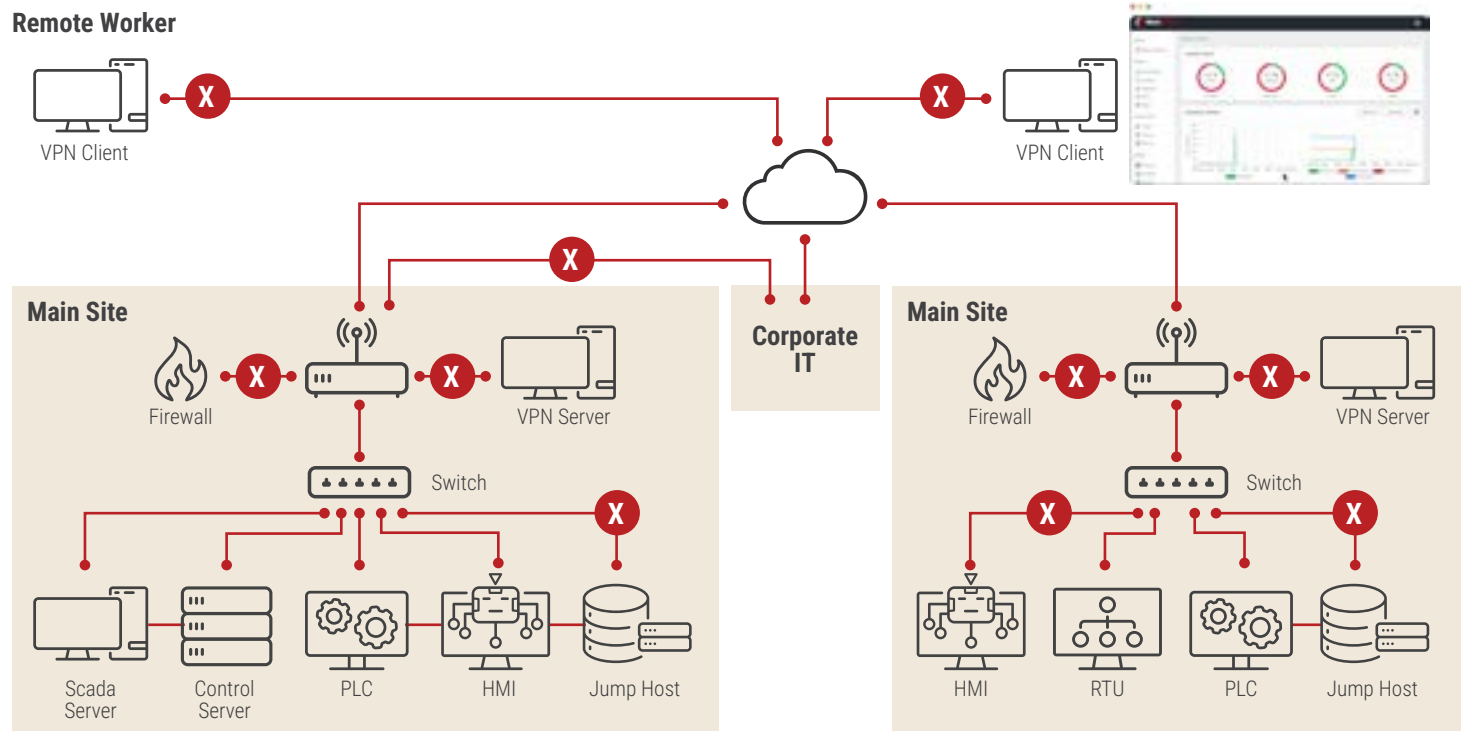 Remote Worker
X
X
VPN Client
VPN Client
X
Main Site
Corporate
IT
Main Site
X
X
X
X
Firewall
VPN Server
Firewall
VPN Server
Switch
Switch
X
X
X
Scada
Server
Control
Server
PLC
HMI
Jump Host
HMI
RTU
PLC
Jump Host